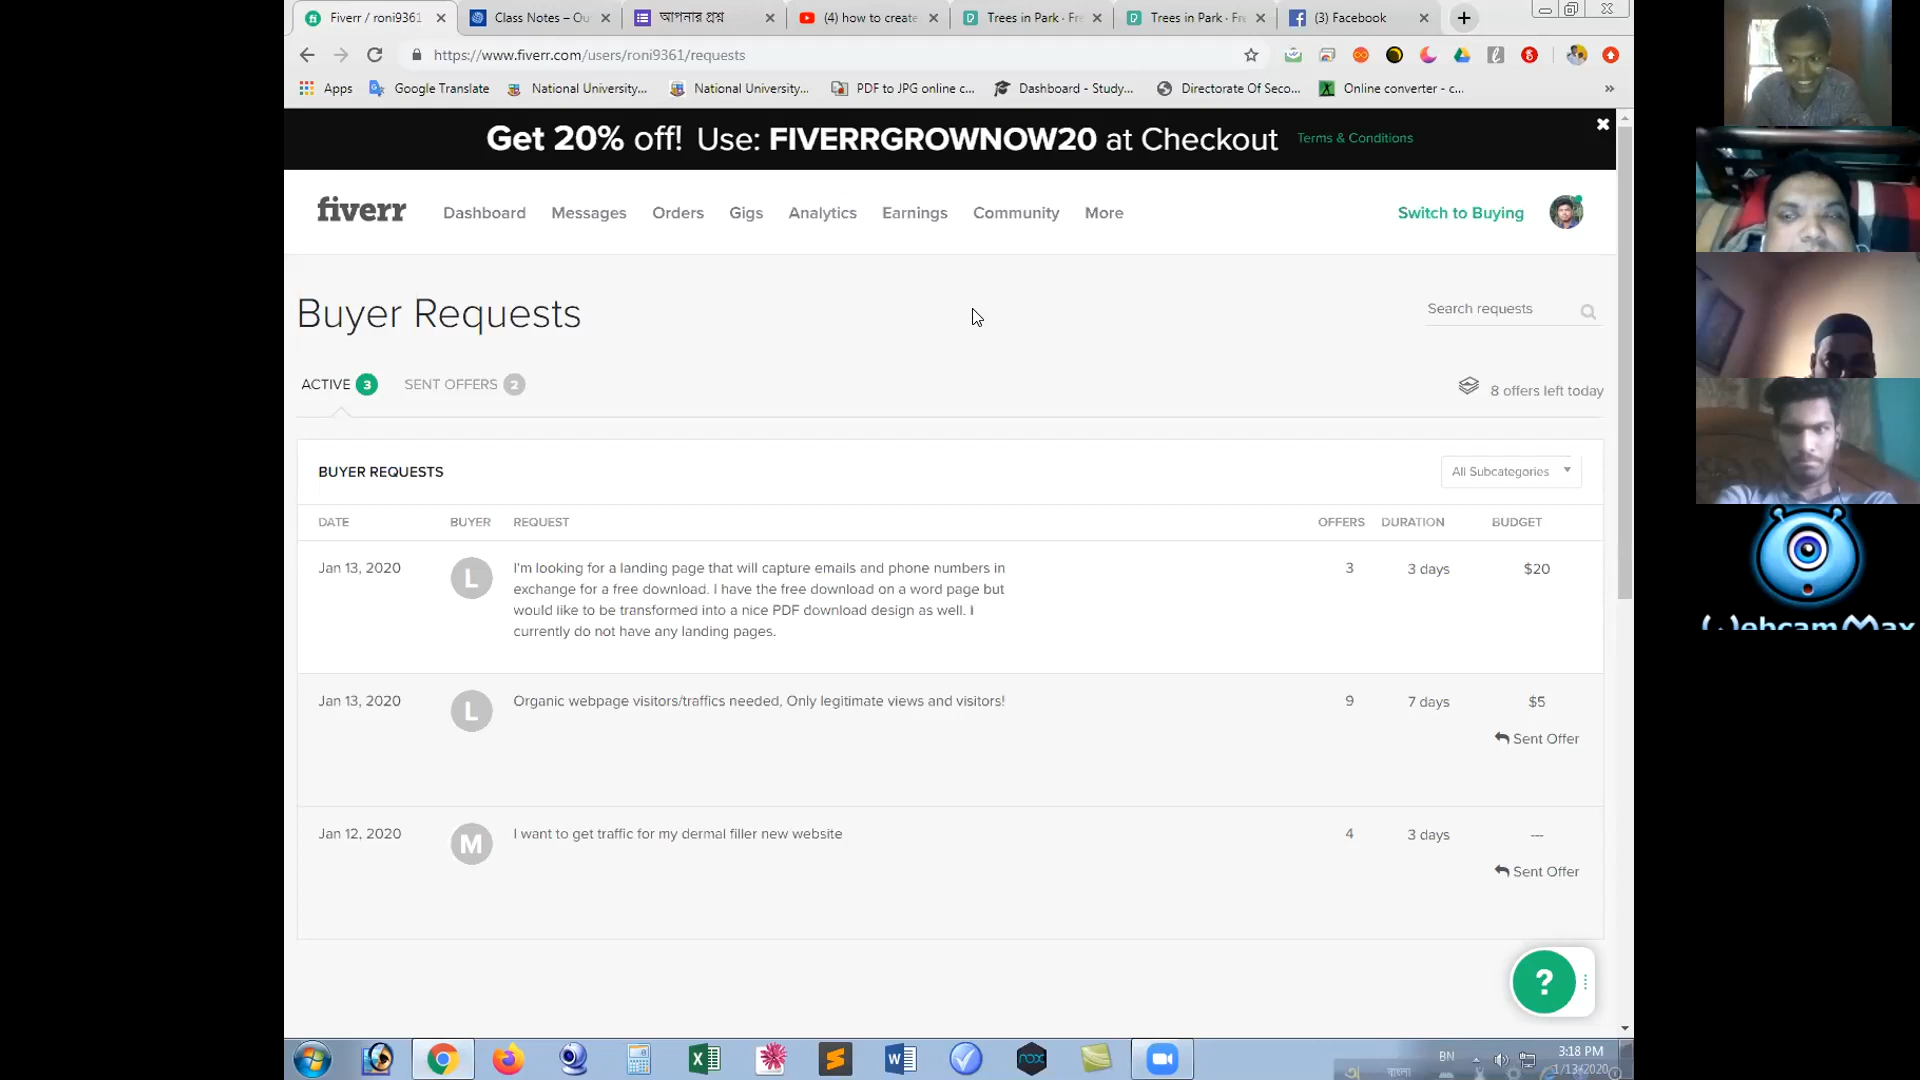 Fiverr / roni9361
Class Notes – Ou
আপনার প্রশ্ন
(4) how to create
Trees in Park - Fre
Trees in Park - Fre
(3) Facebook
https://www.fiverr.com/users/roni9361/requests
Apps
Google Translate
National University...
National University...
PDF to JPG online c...
Dashboard - Study...
Directorate Of Seco...
Online converter - c...
Get 20% off! Use: FIVERRGROWNOW20 at Checkout
Terms & Conditions
fiverr
Dashboard
Messages
Orders
Gigs
Analytics
Earnings
Community
More
Switch to Buying
Buyer Requests
Search requests
ACTIVE 3
SENT OFFERS 2
8 offers left today
BUYER REQUESTS
All Subcategories
DATE BUYER REQUEST OFFERS DURATION BUDGET
Jan 13, 2020 L I'm looking for a landing page that will capture emails and phone numbers in 3 3 days $20
exchange for a free download. I have the free download on a word page but
would like to be transformed into a nice PDF download design as well. I
currently do not have any landing pages.
Jan 13, 2020 L Organic webpage visitors/traffics needed, Only legitimate views and visitors! 9 7 days $5
Sent Offer
Jan 12, 2020 M I want to get traffic for my dermal filler new website 4 3 days ---
Sent Offer
?
WebcamMax
nox
BN
3:18 PM
বাংলা
1/13/2020